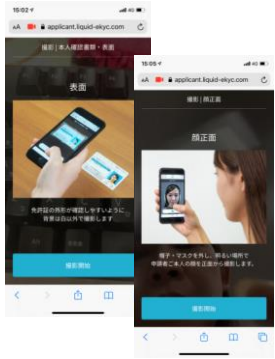 15:02
AA applicant.liquid-ekyc.com
撮影 | 本人確認書類・表面
表面
免許証の外形が確認しやすいように
背景は白以外で撮影します
撮影開始
15:05
4G
AA applicant.liquid-ekyc.com
撮影 | 顔正面
顔正面
帽子・マスクを外し、明るい場所で
申請者ご本人の顔を正面から撮影します。
撮影開始